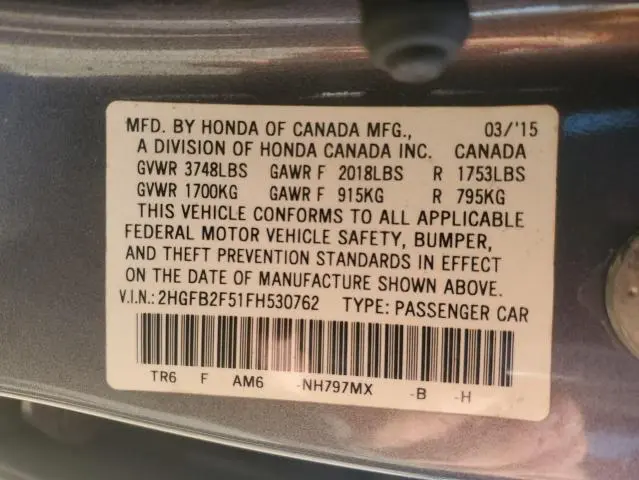 MFD. BY HONDA OF CANADA MFG., 03/'15
A DIVISION OF HONDA CANADA INC. CANADA
GVWR 3748LBS GAWR F 2018LBS R 1753LBS
GVWR 1700KG GAWR F 915KG R 795KG
THIS VEHICLE CONFORMS TO ALL APPLICABLE
FEDERAL MOTOR VEHICLE SAFETY, BUMPER,
AND THEFT PREVENTION STANDARDS IN EFFECT
ON THE DATE OF MANUFACTURE SHOWN ABOVE.
V.I.N.: 2HGFB2F51FH530762 TYPE: PASSENGER CAR
TR6 F AM6 -NH797MX -B -H